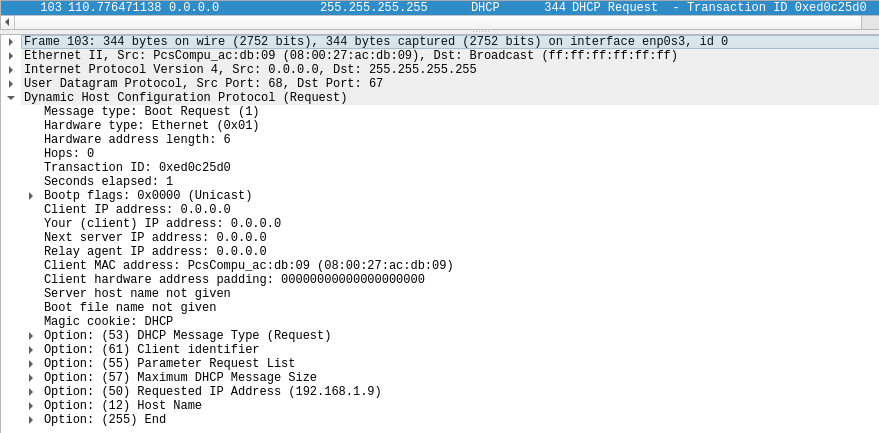 103 110.776471138 0.0.0.0 255.255.255.255 DHCP 344 DHCP Request - Transaction ID 0xed0c25d0
Frame 103: 344 bytes on wire (2752 bits), 344 bytes captured (2752 bits) on interface enp0s3, id 0
Ethernet II, Src: PcsCompu_ac:db:09 (08:00:27:ac:db:09), Dst: Broadcast (ff:ff:ff:ff:ff:ff)
Internet Protocol Version 4, Src: 0.0.0.0, Dst: 255.255.255.255
User Datagram Protocol, Src Port: 68, Dst Port: 67
Dynamic Host Configuration Protocol (Request)
Message type: Boot Request (1)
Hardware type: Ethernet (0x01)
Hardware address length: 6
Hops: 0
Transaction ID: 0xed0c25d0
Seconds elapsed: 1
Bootp flags: 0x0000 (Unicast)
Client IP address: 0.0.0.0
Your (client) IP address: 0.0.0.0
Next server IP address: 0.0.0.0
Relay agent IP address: 0.0.0.0
Client MAC address: PcsCompu_ac:db:09 (08:00:27:ac:db:09)
Client hardware address padding: 00000000000000000000
Server host name not given
Boot file name not given
Magic cookie: DHCP
Option: (53) DHCP Message Type (Request)
Option: (61) Client identifier
Option: (55) Parameter Request List
Option: (57) Maximum DHCP Message Size
Option: (50) Requested IP Address (192.168.1.9)
Option: (12) Host Name
Option: (255) End